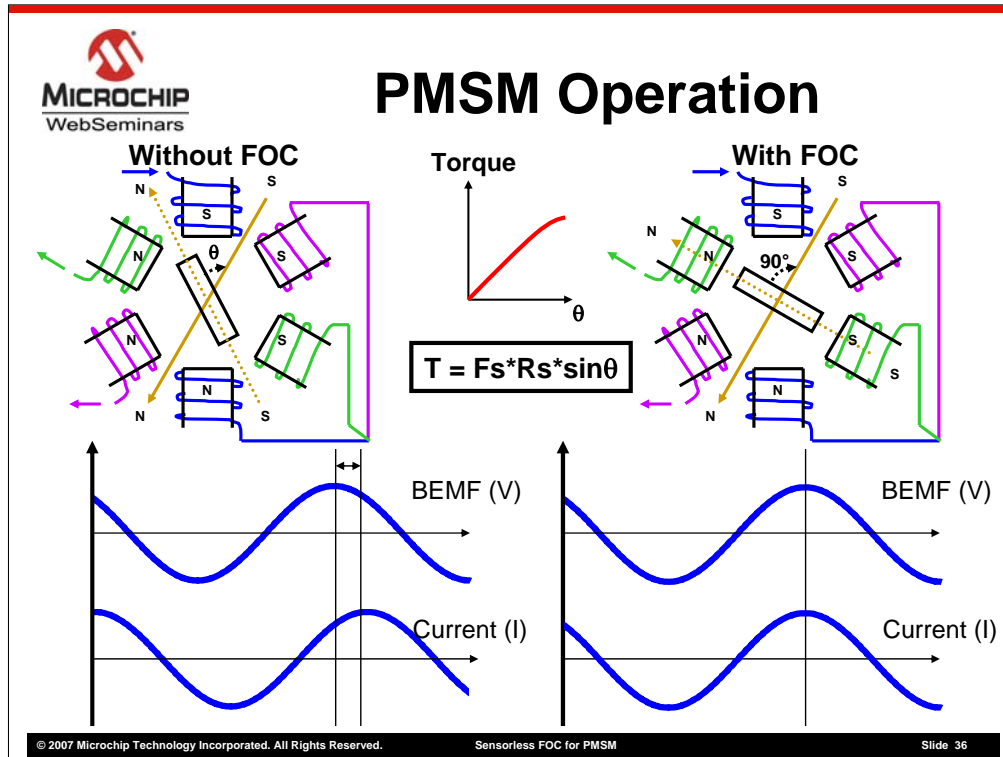 MICROCHIP
WebSeminars
PMSM Operation
Without FOC
N
S
S
θ
N
S
N
S
N
N
S
Torque
θ
T = Fs*Rs*sinθ
With FOC
S
S
N
N
S
90°
N
S
S
N
N
BEMF (V)
Current (I)
BEMF (V)
Current (I)
© 2007 Microchip Technology Incorporated. All Rights Reserved.
Sensorless FOC for PMSM
Slide 36